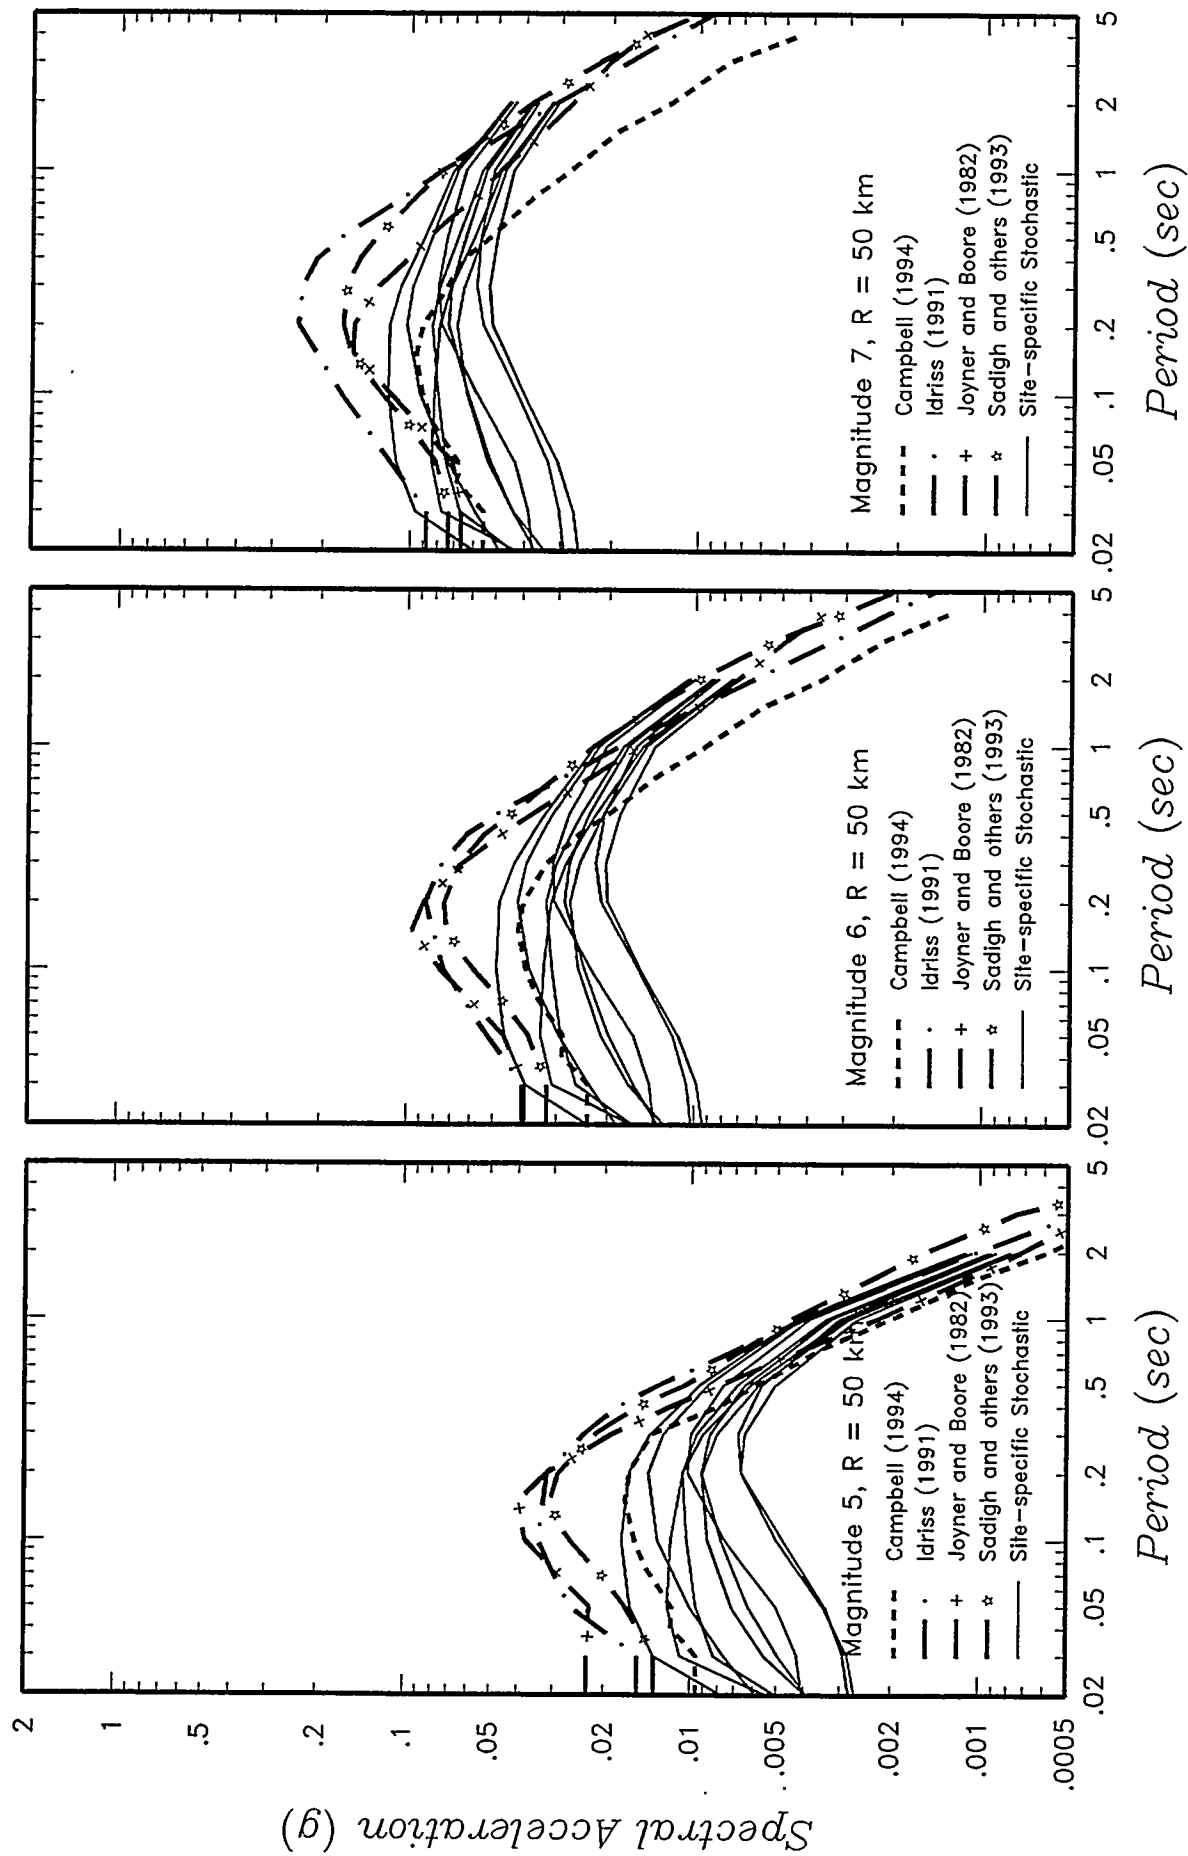 Spectral Acceleration (g)
2
1
.5
.2
.1
.05
.02
.01
.005
.002
.001
.0005
Magnitude 5, R = 50 km
Campbell (1994)
Idriss (1991)
Joyner and Boore (1982)
Sadigh and others (1993)
Site-specific Stochastic
.02
.05
.1
.2
.5
1
2
5
Period (sec)
Magnitude 6, R = 50 km
Campbell (1994)
Idriss (1991)
Joyner and Boore (1982)
Sadigh and others (1993)
Site-specific Stochastic
.02
.05
.1
.2
.5
1
2
5
Period (sec)
Magnitude 7, R = 50 km
Campbell (1994)
Idriss (1991)
Joyner and Boore (1982)
Sadigh and others (1993)
Site-specific Stochastic
.02
.05
.1
.2
.5
1
2
5
Period (sec)